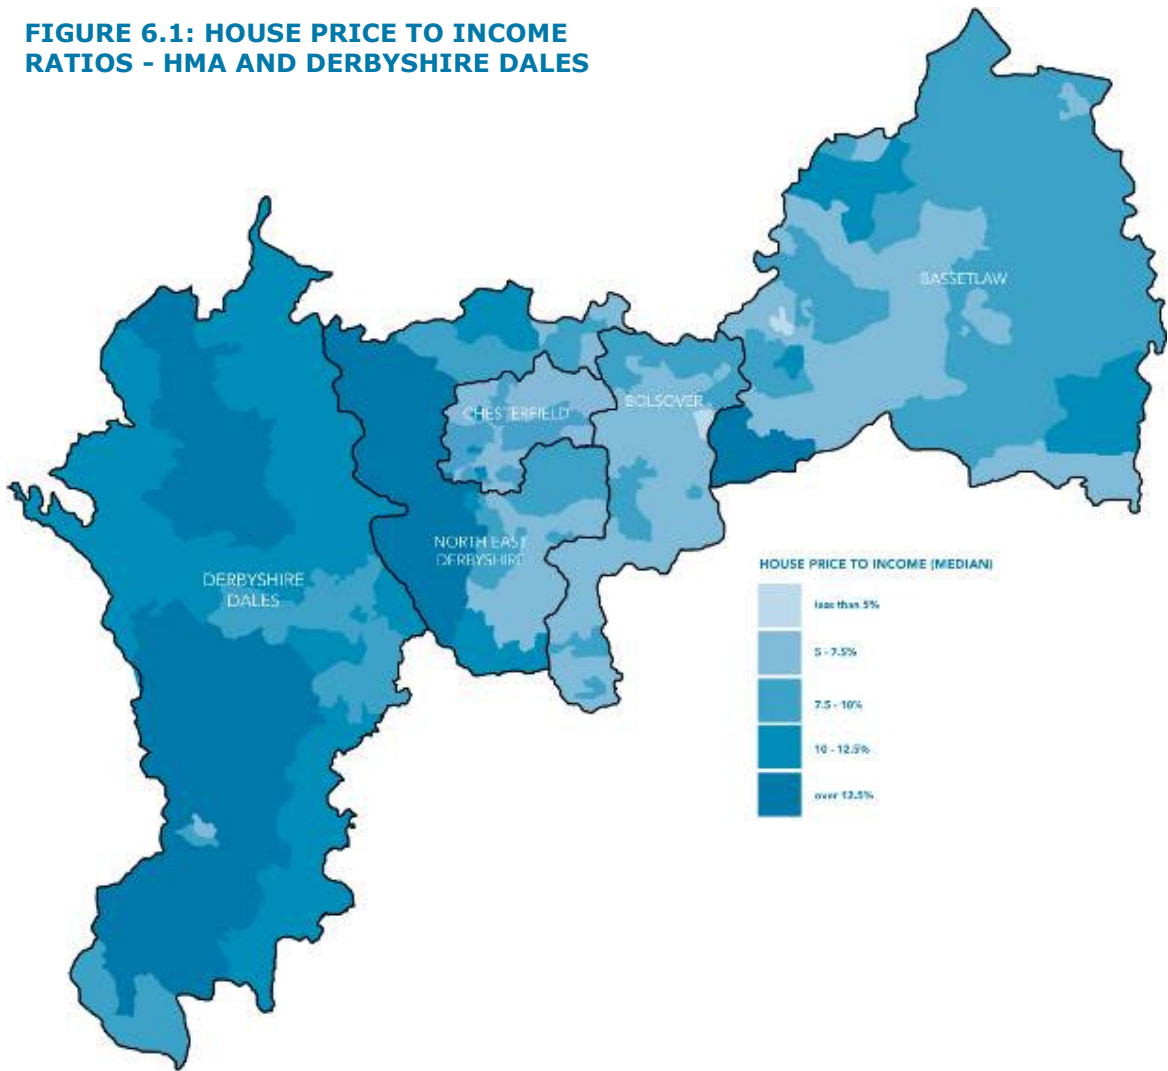 FIGURE 6.1: HOUSE PRICE TO INCOME
RATIOS - HMA AND DERBYSHIRE DALES
BASSETLAW
CHESTERFIELD
BOLSOVER
NORTH EAST
DERBYSHIRE
DERBYSHIRE
DALES
HOUSE PRICE TO INCOME (MEDIAN)
less than 5%
5 - 7.5%
7.5 - 10%
10 - 12.5%
over 12.5%